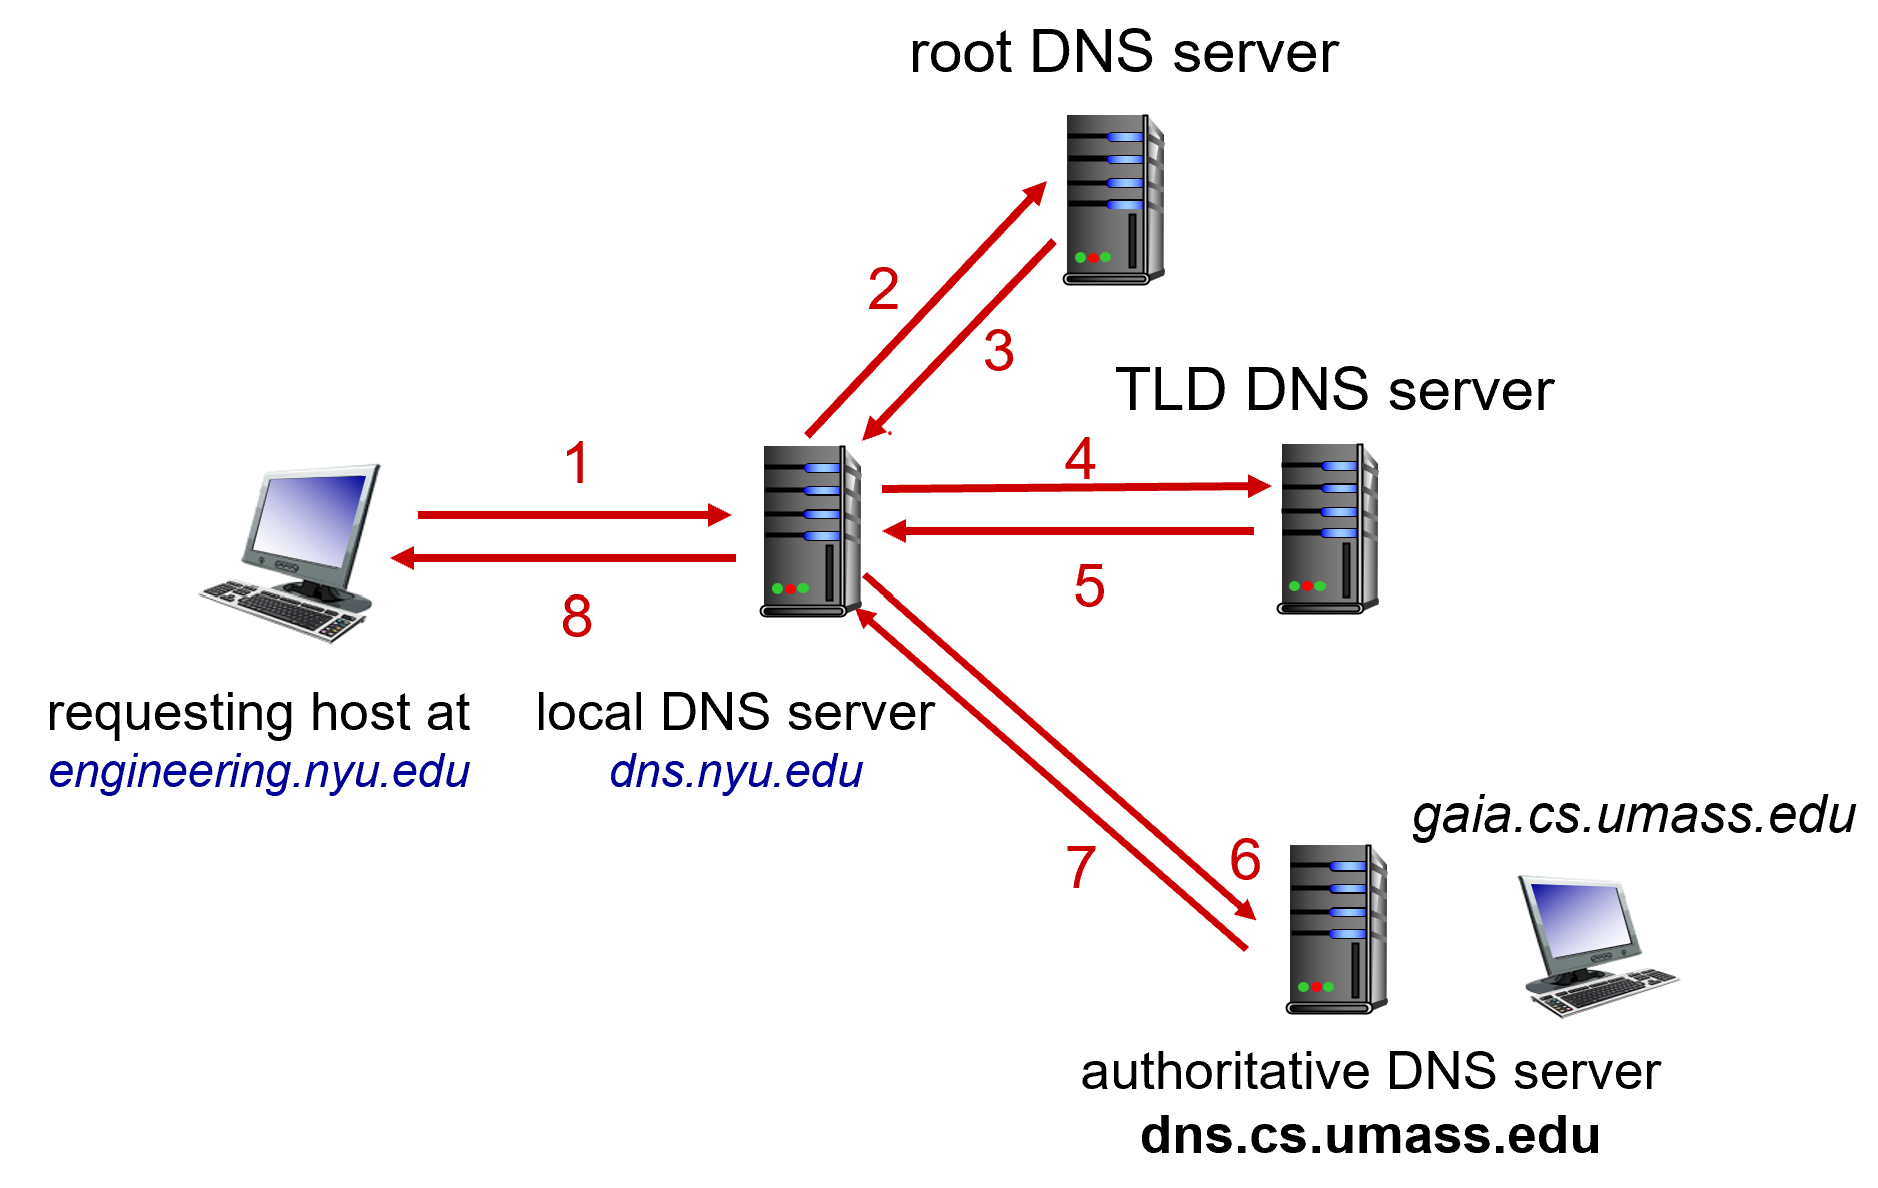 root DNS server
2
3
TLD DNS server
1
4
8
5
requesting host at
engineering.nyu.edu
local DNS server
dns.nyu.edu
gaia.cs.umass.edu
7
6
authoritative DNS server
dns.cs.umass.edu